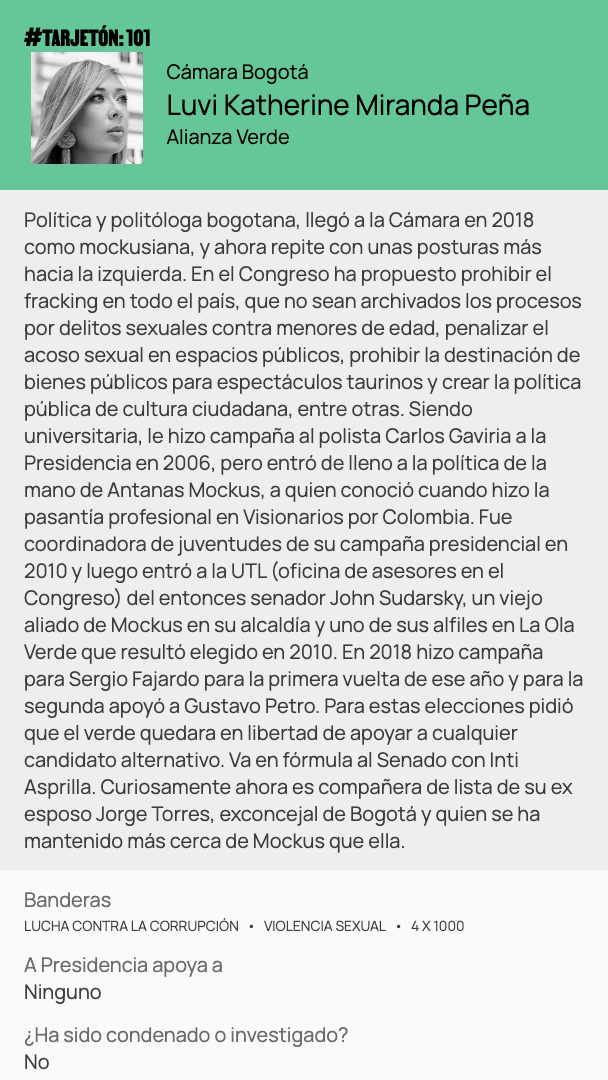 #TARJETÓN: 101
Cámara Bogotá
Luvi Katherine Miranda Peña
Alianza Verde
Política y politóloga bogotana, llegó a la Cámara en 2018
como mockusiana, y ahora repite con unas posturas más
hacia la izquierda. En el Congreso ha propuesto prohibir el
fracking en todo el país, que no sean archivados los procesos
por delitos sexuales contra menores de edad, penalizar el
acoso sexual en espacios públicos, prohibir la destinación de
bienes públicos para espectáculos taurinos y crear la política
pública de cultura ciudadana, entre otras. Siendo
universitaria, le hizo campaña al polista Carlos Gaviria a la
Presidencia en 2006, pero entró de lleno a la política de la
mano de Antanas Mockus, a quien conoció cuando hizo la
pasantía profesional en Visionarios por Colombia. Fue
coordinadora de juventudes de su campaña presidencial en
2010 y luego entró a la UTL (oficina de asesores en el
Congreso) del entonces senador John Sudarsky, un viejo
aliado de Mockus en su alcaldía y uno de sus alfiles en La Ola
Verde que resultó elegido en 2010. En 2018 hizo campaña
para Sergio Fajardo para la primera vuelta de ese año y para la
segunda apoyó a Gustavo Petro. Para estas elecciones pidió
que el verde quedara en libertad de apoyar a cualquier
candidato alternativo. Va en fórmula al Senado con Inti
Asprilla. Curiosamente ahora es compañera de lista de su ex
esposo Jorge Torres, exconcejal de Bogotá y quien se ha
mantenido más cerca de Mockus que ella.
Banderas
LUCHA CONTRA LA CORRUPCIÓN • VIOLENCIA SEXUAL • 4 X 1000
A Presidencia apoya a
Ninguno
¿Ha sido condenado o investigado?
No